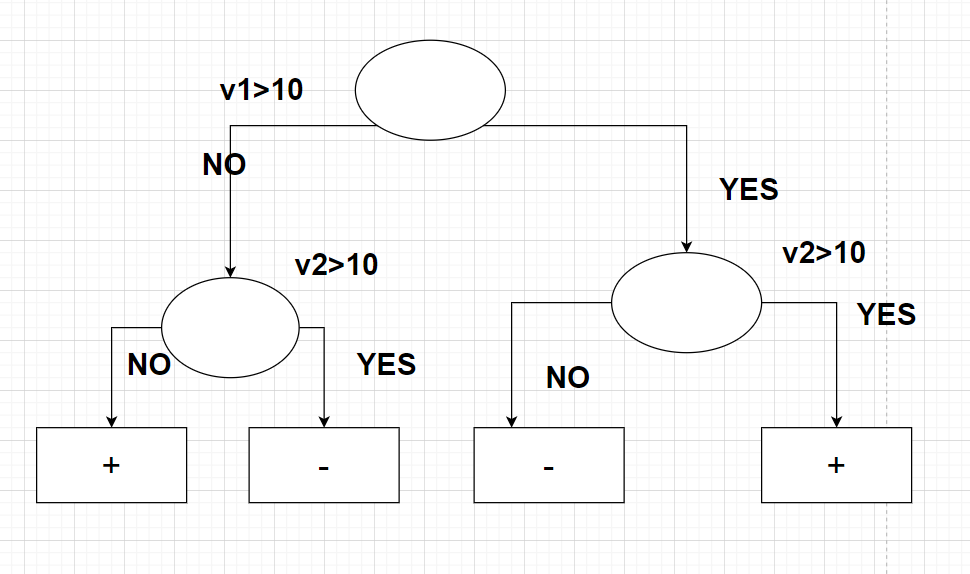 v1>10
NO
YES
v2>10
v2>10
NO
YES
NO
YES
+
-
-
+